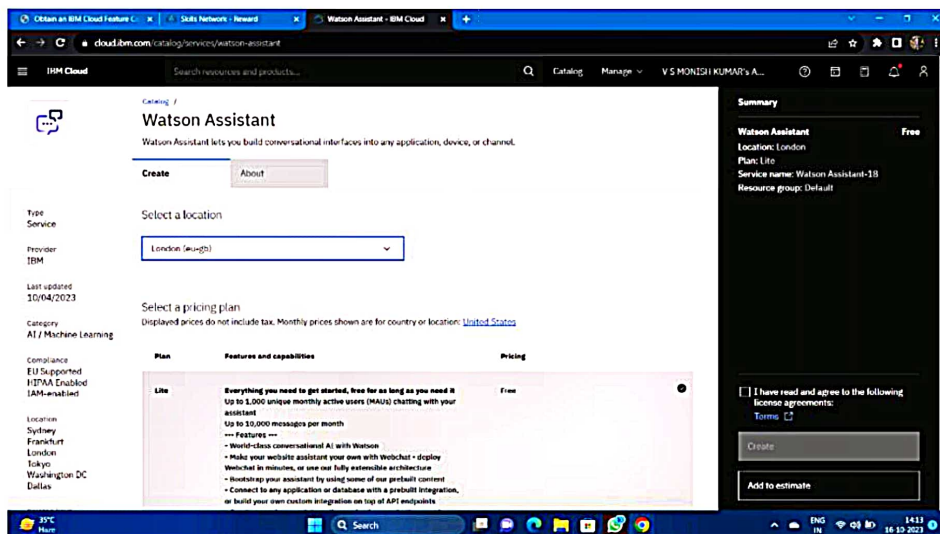 Obtain an IBM Cloud Feature C
Skills Network - Reward
Watson Assistant - IBM Cloud
cloud.ibm.com/catalog/services/watson-assistant
IBM Cloud
Search resources and products...
Catalog
Manage
V S MONISH KUMAR's A...
Catalog /
Watson Assistant
Watson Assistant lets you build conversational interfaces into any application, device, or channel.
Create
About
Type
Service
Provider
IBM
Last updated
10/04/2023
Category
AI / Machine Learning
Compliance
EU Supported
HIPAA Enabled
IAM-enabled
Location
Sydney
Frankfurt
London
Tokyo
Washington DC
Dallas
Select a location
London (eu-gb)
Select a pricing plan
Displayed prices do not include tax. Monthly prices shown are for country or location: United States
Plan
Features and capabilities
Pricing
Lite
Everything you need to get started, free for as long as you need it
Free
Up to 1,000 unique monthly active users (MAUs) chatting with your
assistant
Up to 10,000 messages per month
--- Features ---
- World-class conversational AI with Watson
- Make your website assistant your own with Webchat - deploy
Webchat in minutes, or use our fully extensible architecture
- Bootstrap your assistant by using some of our prebuilt content
- Connect to any application or database with a prebuilt integration,
or build your own custom integration on top of API endpoints
Summary
Watson Assistant
Free
Location: London
Plan: Lite
Service name: Watson Assistant-18
Resource group: Default
I have read and agree to the following
license agreements:
Terms
Create
Add to estimate
35°C
Haze
Search
ENG
IN
14:13
16-10-2023